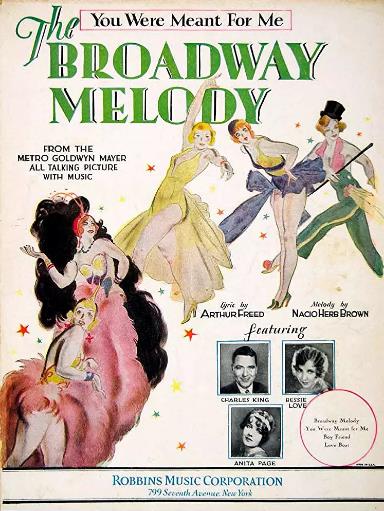 You Were Meant For Me
The
BROADWAY
MELODY
FROM THE
METRO GOLDWYN MAYER
ALL TALKING PICTURE
WITH MUSIC
Lyric by
ARTHUR FREED
Melody by
NACIO HERB BROWN
featuring
CHARLES KING
BESSIE
LOVE
ANITA PAGE
Broadway Melody
You Were Meant for Me
Boy Friend
Love Boat
ROBBINS MUSIC CORPORATION
799 Seventh Avenue, New York